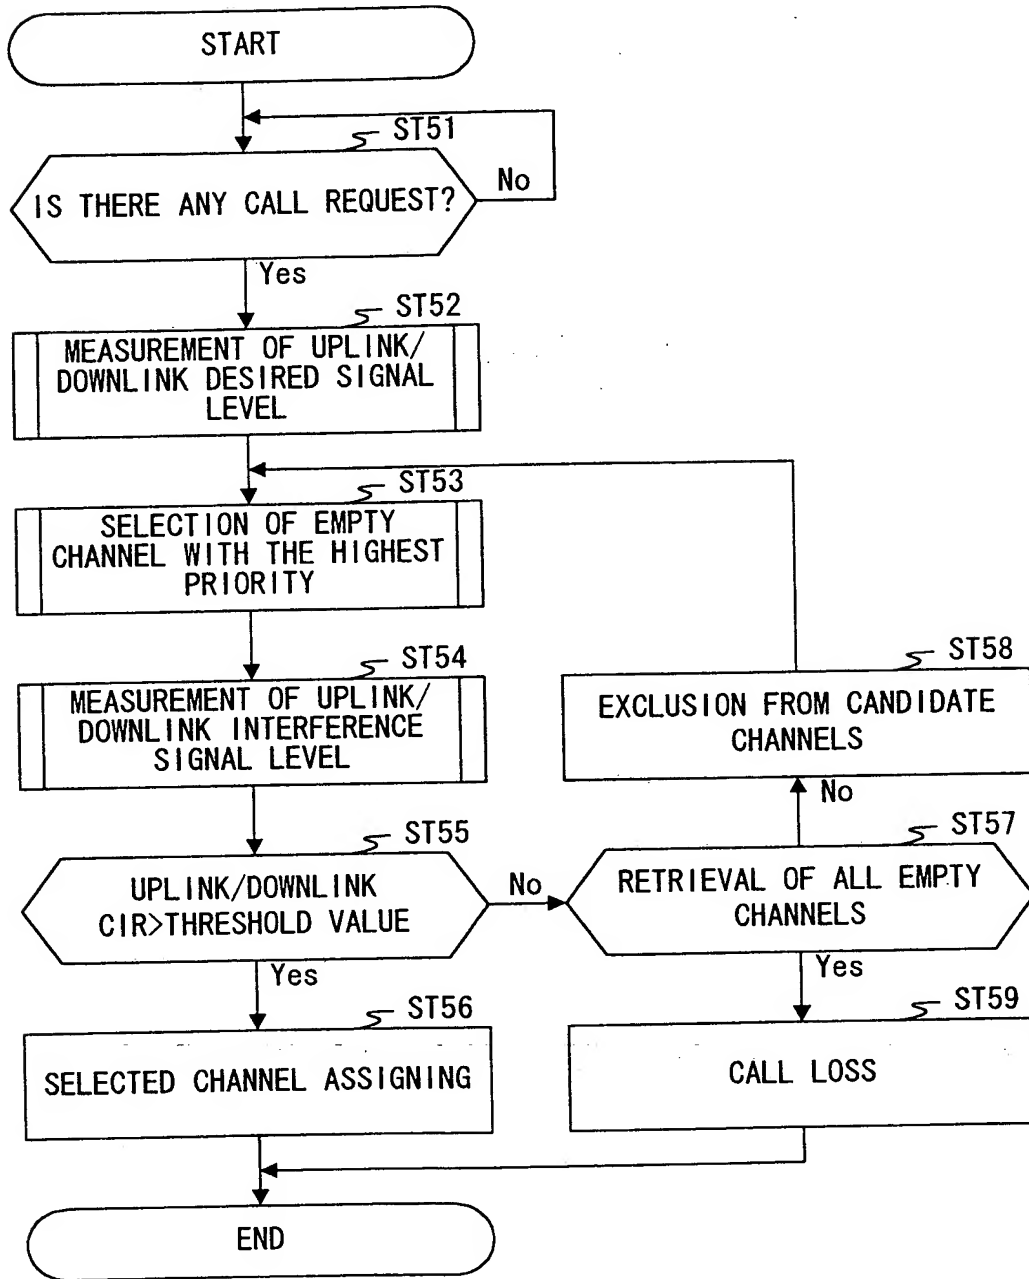 START
ST51
IS THERE ANY CALL REQUEST?
No
Yes
ST52
MEASUREMENT OF UPLINK/
DOWNLINK DESIRED SIGNAL
LEVEL
ST53
SELECTION OF EMPTY
CHANNEL WITH THE HIGHEST
PRIORITY
ST54
MEASUREMENT OF UPLINK/
DOWNLINK INTERFERENCE
SIGNAL LEVEL
ST58
EXCLUSION FROM CANDIDATE
CHANNELS
No
ST55
UPLINK/DOWNLINK
CIR>THRESHOLD VALUE
No
ST57
RETRIEVAL OF ALL EMPTY
CHANNELS
Yes
Yes
ST56
SELECTED CHANNEL ASSIGNING
ST59
CALL LOSS
END